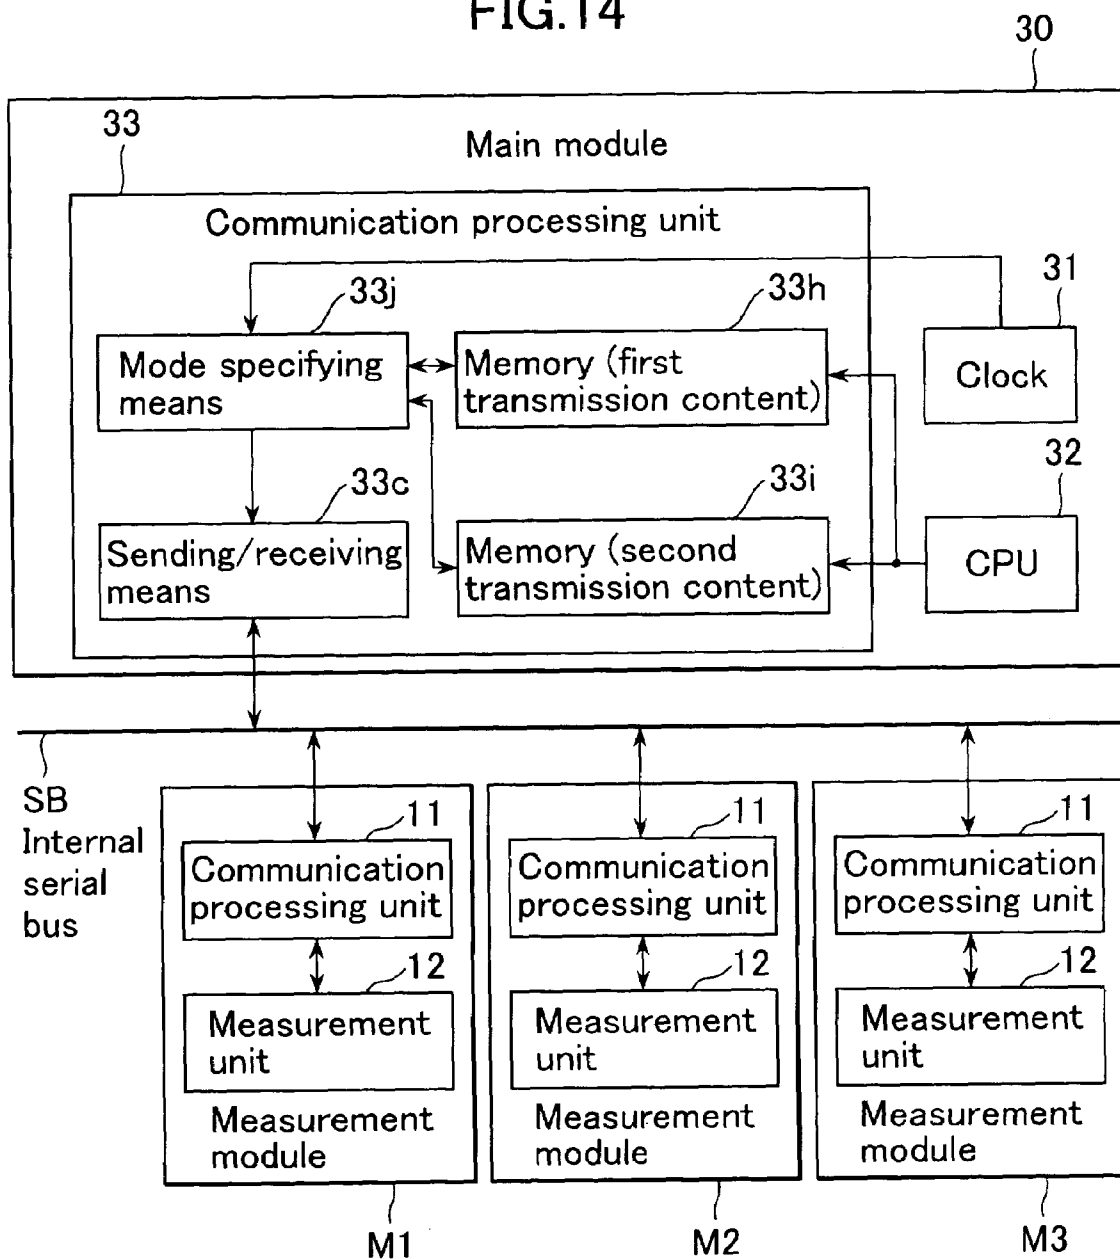 FIG.14
30
33
Main module
Communication processing unit
33j
33h
31
Mode specifying
means
Memory (first
transmission content)
Clock
33c
33i
32
Sending/receiving
means
Memory (second
transmission content)
CPU
SB
Internal
serial
bus
11
Communication
processing unit
12
Measurement
unit
Measurement
module
M1
11
Communication
processing unit
12
Measurement
unit
Measurement
module
M2
11
Communication
processing unit
12
Measurement
unit
Measurement
module
M3